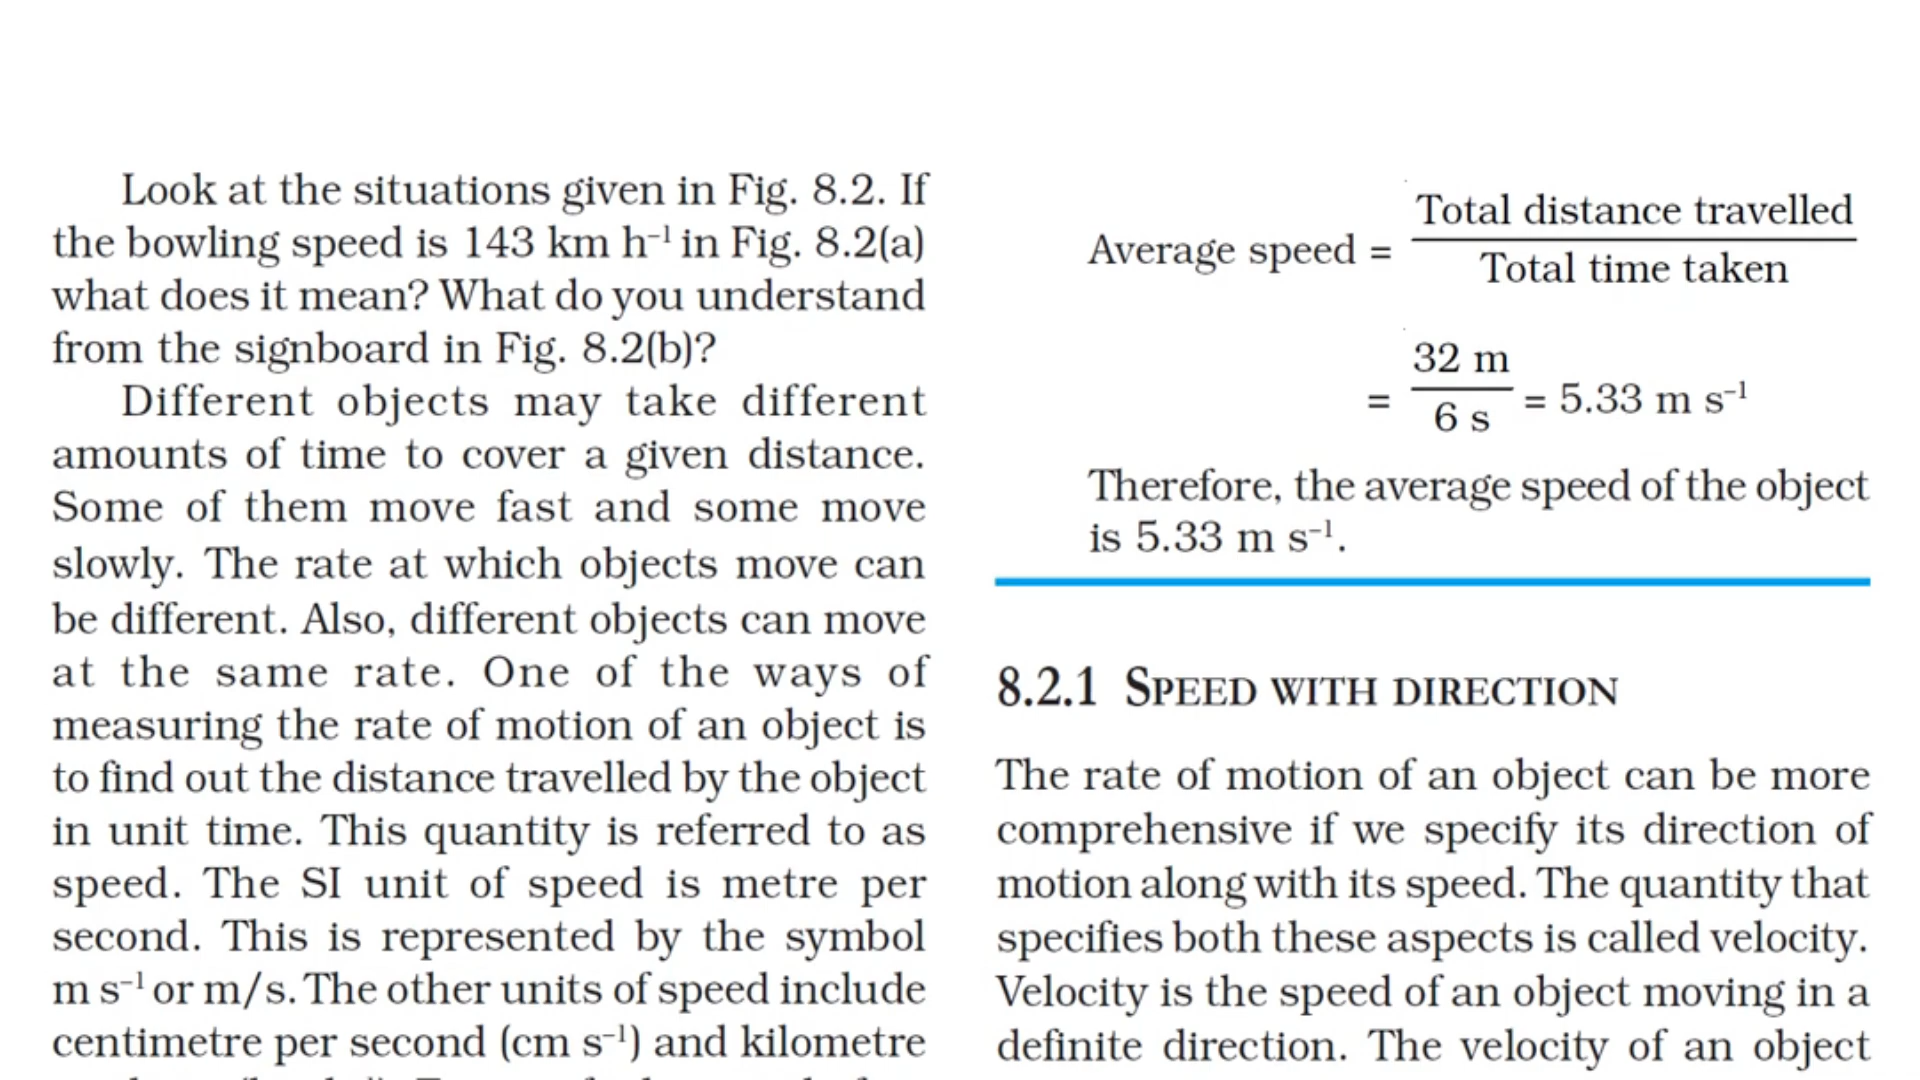 Look at the situations given in Fig. 8.2. If
the bowling speed is 143 km h⁻¹ in Fig. 8.2(a)
what does it mean? What do you understand
from the signboard in Fig. 8.2(b)?
Different objects may take different
amounts of time to cover a given distance.
Some of them move fast and some move
slowly. The rate at which objects move can
be different. Also, different objects can move
at the same rate. One of the ways of
measuring the rate of motion of an object is
to find out the distance travelled by the object
in unit time. This quantity is referred to as
speed. The SI unit of speed is metre per
second. This is represented by the symbol
m s⁻¹ or m/s. The other units of speed include
centimetre per second (cm s⁻¹) and kilometre
Total distance travelled
Average speed =
Total time taken
32 m
= = 5.33 m s⁻¹
6 s
Therefore, the average speed of the object
is 5.33 m s⁻¹.
8.2.1 SPEED WITH DIRECTION
The rate of motion of an object can be more
comprehensive if we specify its direction of
motion along with its speed. The quantity that
specifies both these aspects is called velocity.
Velocity is the speed of an object moving in a
definite direction. The velocity of an object